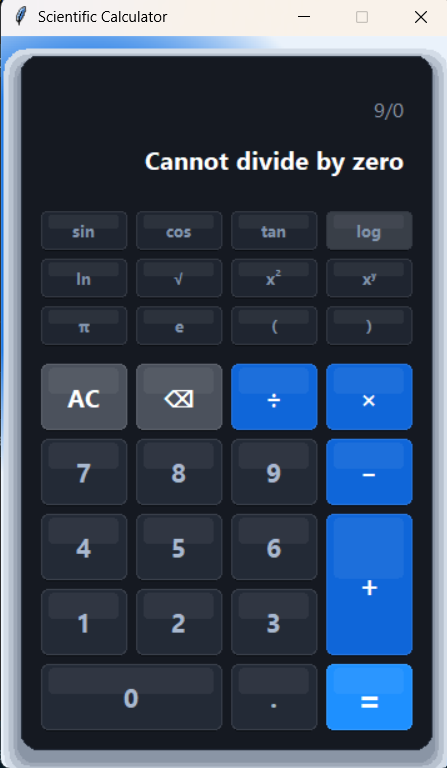 Scientific Calculator
9/0
Cannot divide by zero
sin cos tan log
ln √ x² xʸ
π e ( )
AC ⌫ ÷ ×
7 8 9 −
4 5 6 +
1 2 3
0 . =